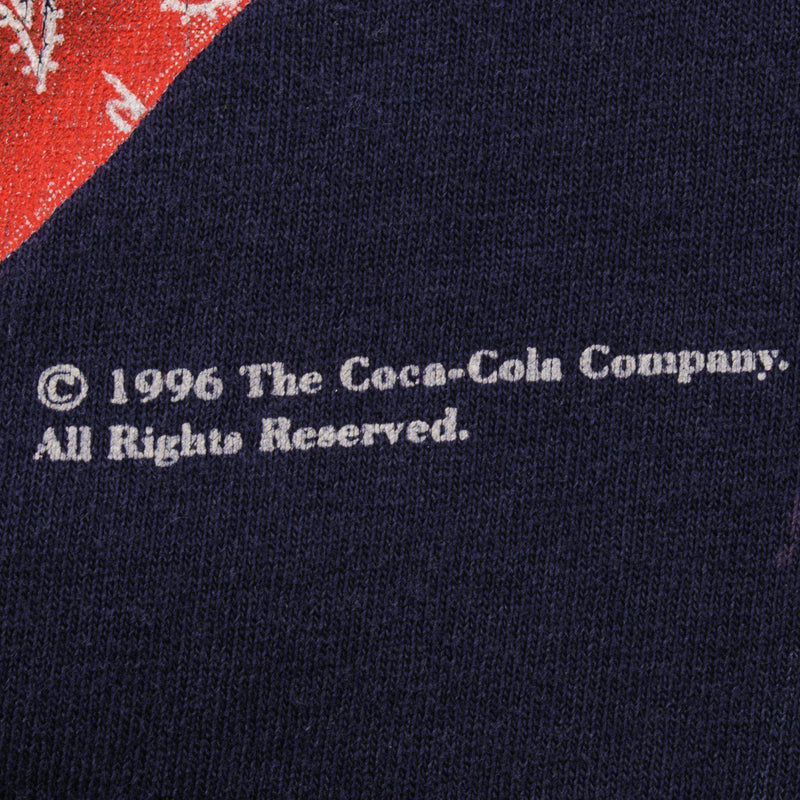 © 1996 The Coca-Cola Company.
All Rights Reserved.